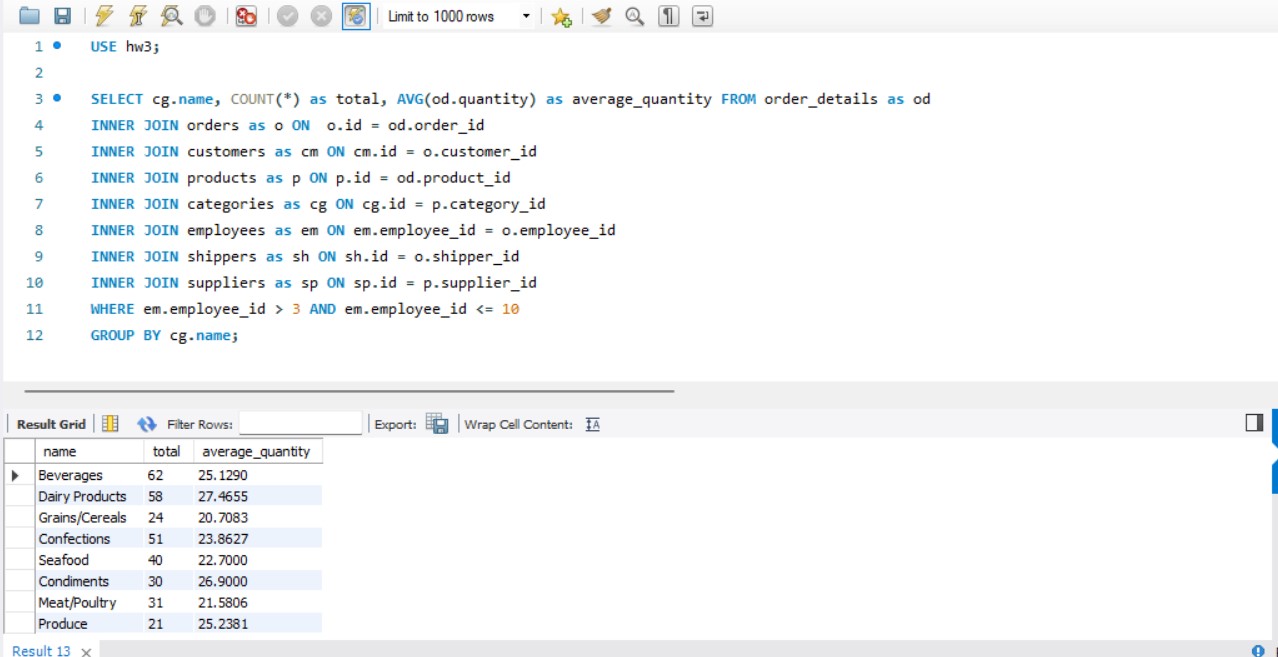 Limit to 1000 rows
1 USE hw3;
2
3 SELECT cg.name, COUNT(*) as total, AVG(od.quantity) as average_quantity FROM order_details as od
4 INNER JOIN orders as o ON  o.id = od.order_id
5 INNER JOIN customers as cm ON cm.id = o.customer_id
6 INNER JOIN products as p ON p.id = od.product_id
7 INNER JOIN categories as cg ON cg.id = p.category_id
8 INNER JOIN employees as em ON em.employee_id = o.employee_id
9 INNER JOIN shippers as sh ON sh.id = o.shipper_id
10 INNER JOIN suppliers as sp ON sp.id = p.supplier_id
11 WHERE em.employee_id > 3 AND em.employee_id <= 10
12 GROUP BY cg.name;
Result Grid Filter Rows: Export: Wrap Cell Content:
name total average_quantity
Beverages 62 25.1290
Dairy Products 58 27.4655
Grains/Cereals 24 20.7083
Confections 51 23.8627
Seafood 40 22.7000
Condiments 30 26.9000
Meat/Poultry 31 21.5806
Produce 21 25.2381
Result 13